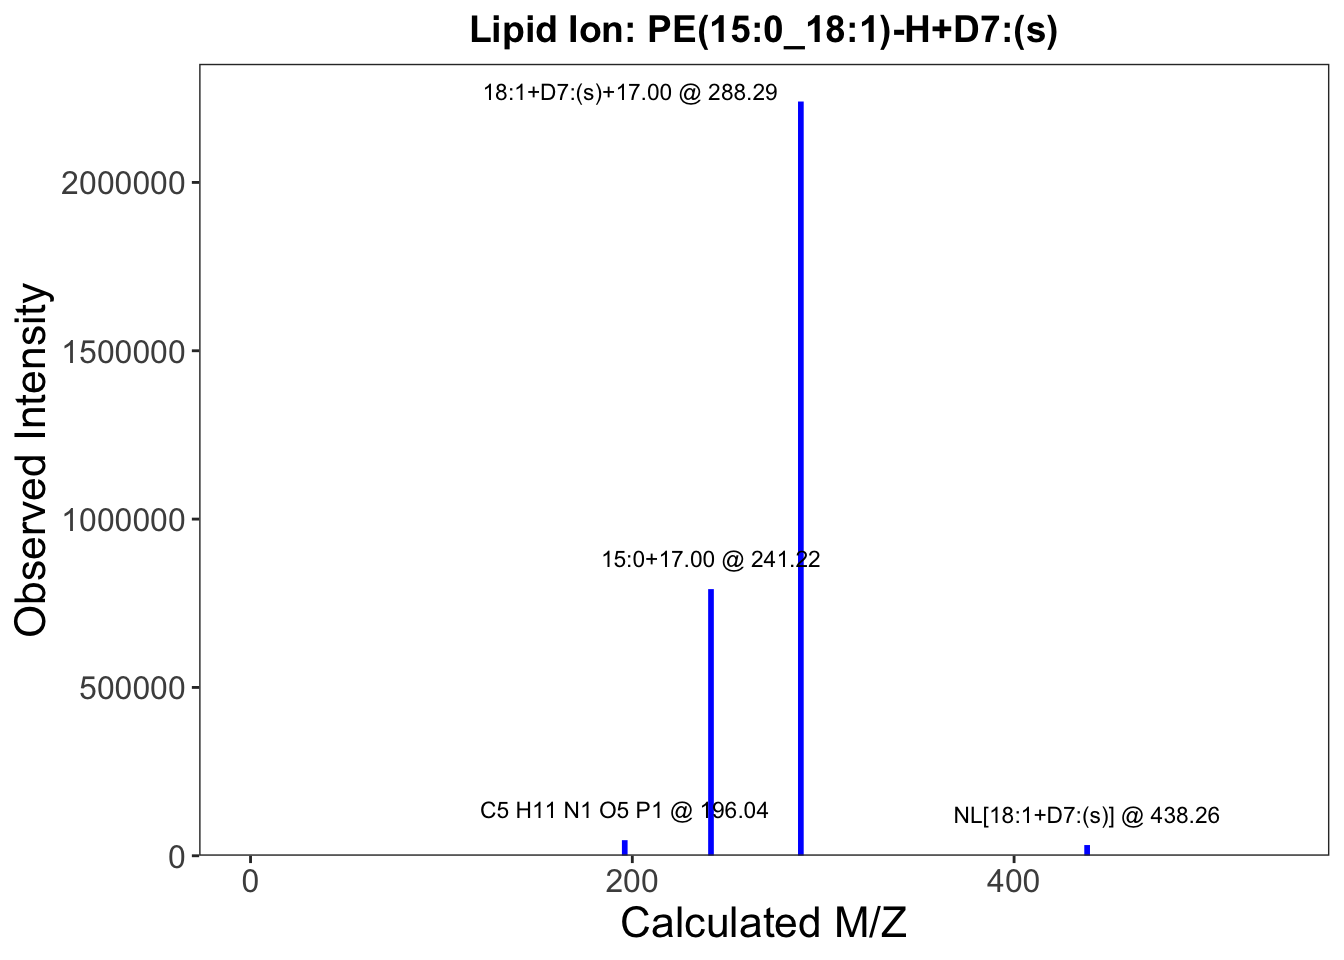 Lipid Ion: PE(15:0_18:1)-H+D7:(s)
18:1+D7:(s)+17.00 @ 288.29
2000000
1500000
1000000
15:0+17.00 @ 241.22
500000
C5 H11 N1 O5 P1 @ 196.04
NL[18:1+D7:(s)] @ 438.26
0
0 200 400
Calculated M/Z
Observed Intensity